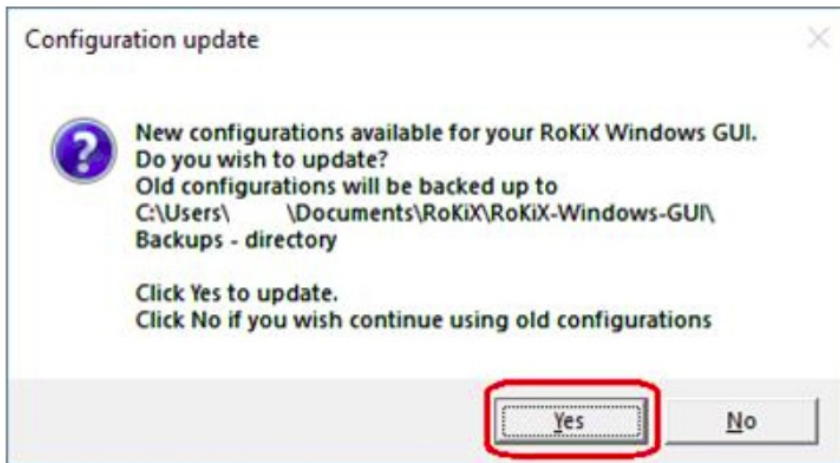 Configuration update
New configurations available for your RoKiX Windows GUI.
Do you wish to update?
Old configurations will be backed up to
C:\Users\      \Documents\RoKiX\RoKiX-Windows-GUI\
Backups - directory
Click Yes to update.
Click No if you wish continue using old configurations
Yes
No